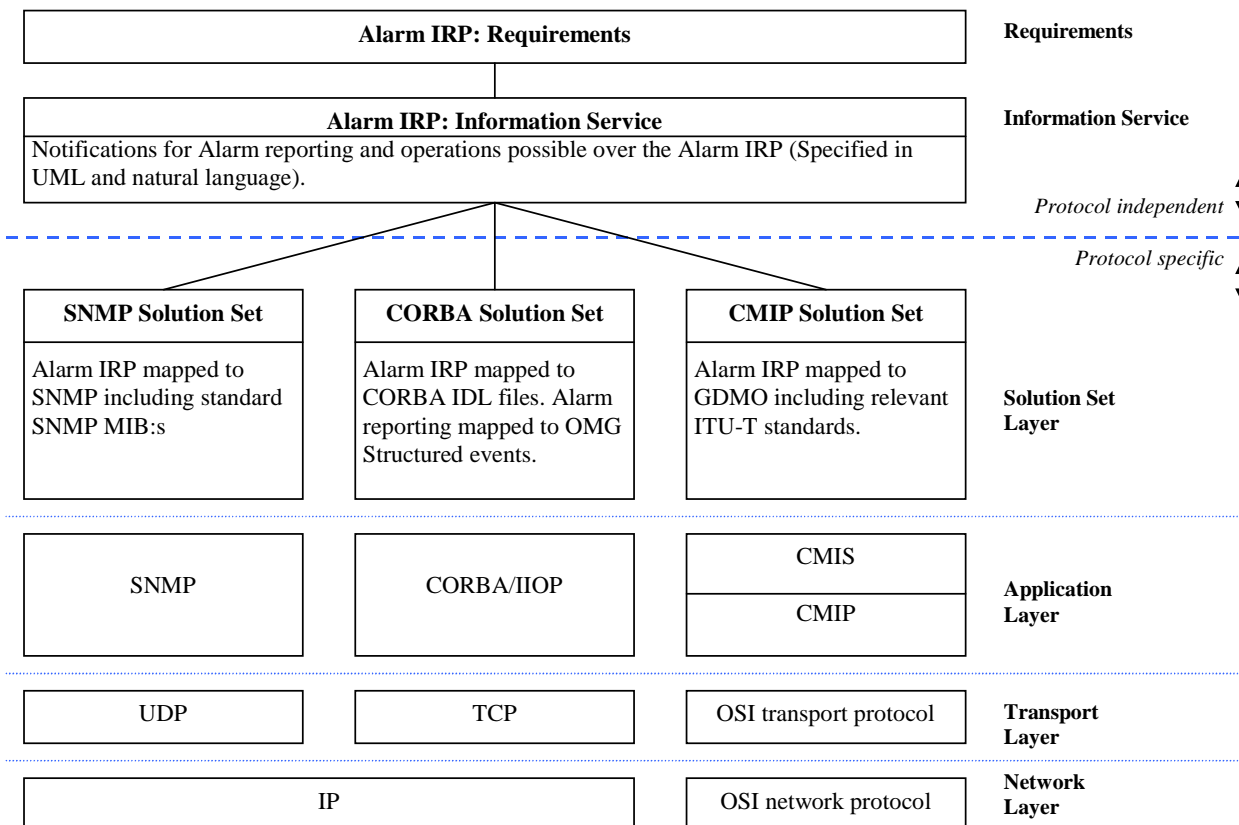 Alarm IRP: Requirements
Requirements
Alarm IRP: Information Service
Information Service
Notifications for Alarm reporting and operations possible over the Alarm IRP (Specified in
UML and natural language).
Protocol independent
Protocol specific
SNMP Solution Set
CORBA Solution Set
CMIP Solution Set
Alarm IRP mapped to
SNMP including standard
SNMP MIB:s
Alarm IRP mapped to
CORBA IDL files. Alarm
reporting mapped to OMG
Structured events.
Alarm IRP mapped to
GDMO including relevant
ITU-T standards.
Solution Set
Layer
SNMP
CORBA/IIOP
CMIS
CMIP
Application
Layer
UDP
TCP
OSI transport protocol
Transport
Layer
IP
OSI network protocol
Network
Layer